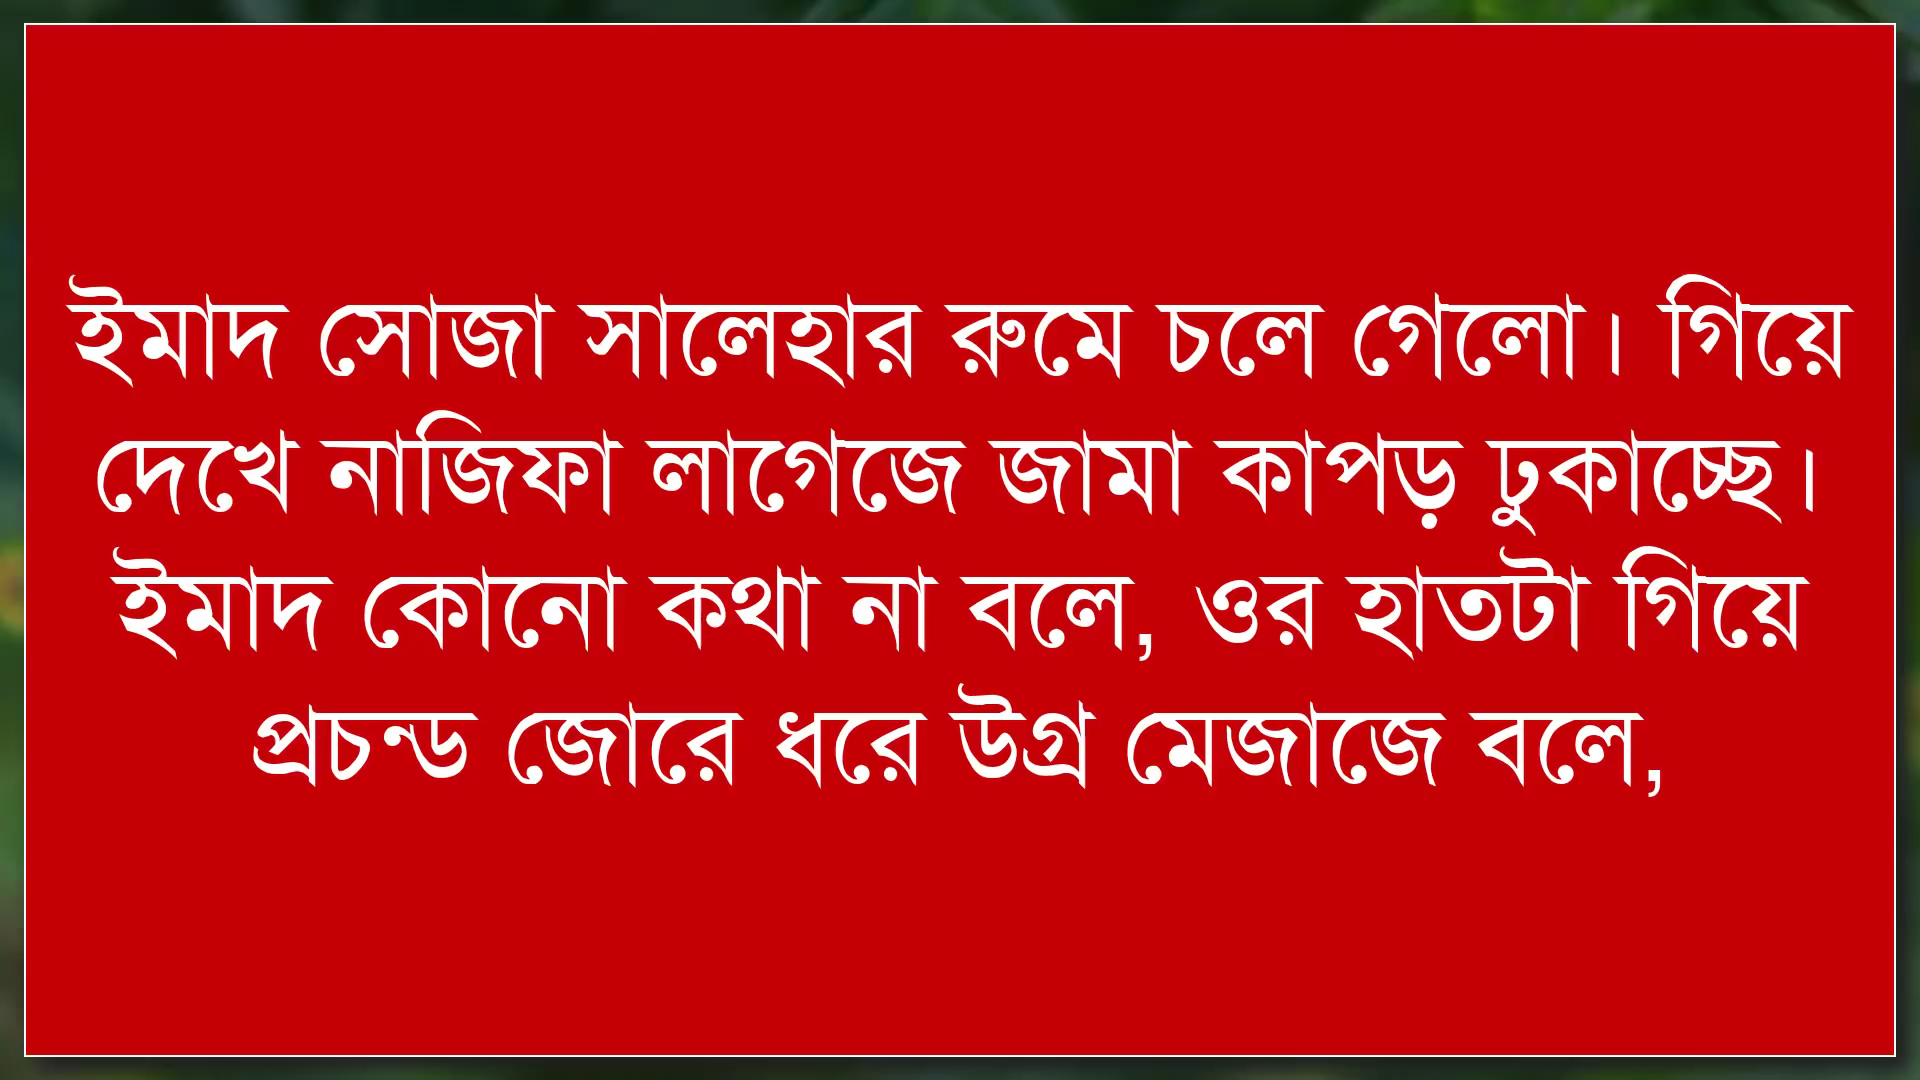 ইমাদ সোজা সালেহার রুমে চলে গেলো। গিয়ে
দেখে নাজিফা লাগেজে জামা কাপড় ঢুকাচ্ছে।
ইমাদ কোনো কথা না বলে, ওর হাতটা গিয়ে
প্রচন্ড জোরে ধরে উগ্র মেজাজে বলে,